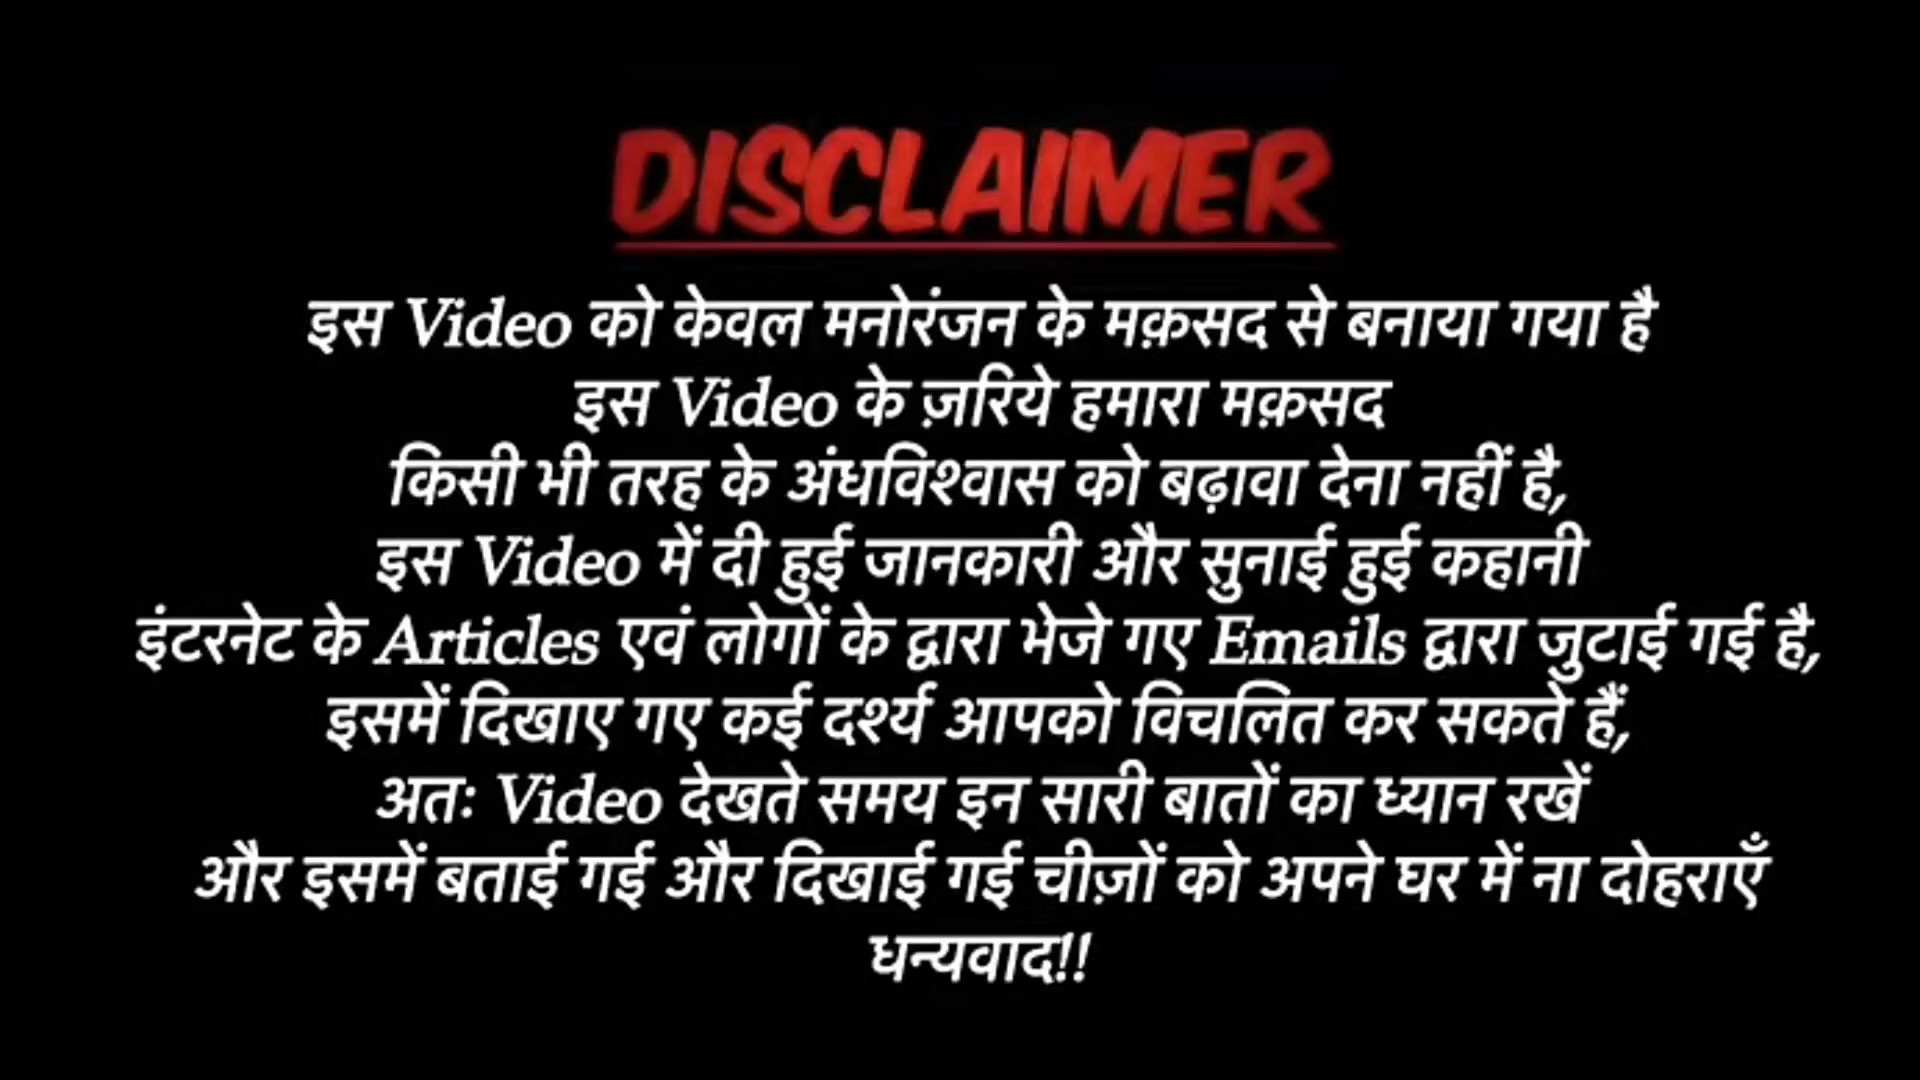 DISCLAIMER
इस Video को केवल मनोरंजन के मक़सद से बनाया गया है
इस Video के ज़रिये हमारा मक़सद
किसी भी तरह के अंधविश्वास को बढ़ावा देना नहीं है,
इस Video में दी हुई जानकारी और सुनाई हुई कहानी
इंटरनेट के Articles एवं लोगों के द्वारा भेजे गए Emails द्वारा जुटाई गई है,
इसमें दिखाए गए कई दर्श्य आपको विचलित कर सकते हैं,
अतः Video देखते समय इन सारी बातों का ध्यान रखें
और इसमें बताई गई और दिखाई गई चीज़ों को अपने घर में ना दोहराएँ
धन्यवाद!!